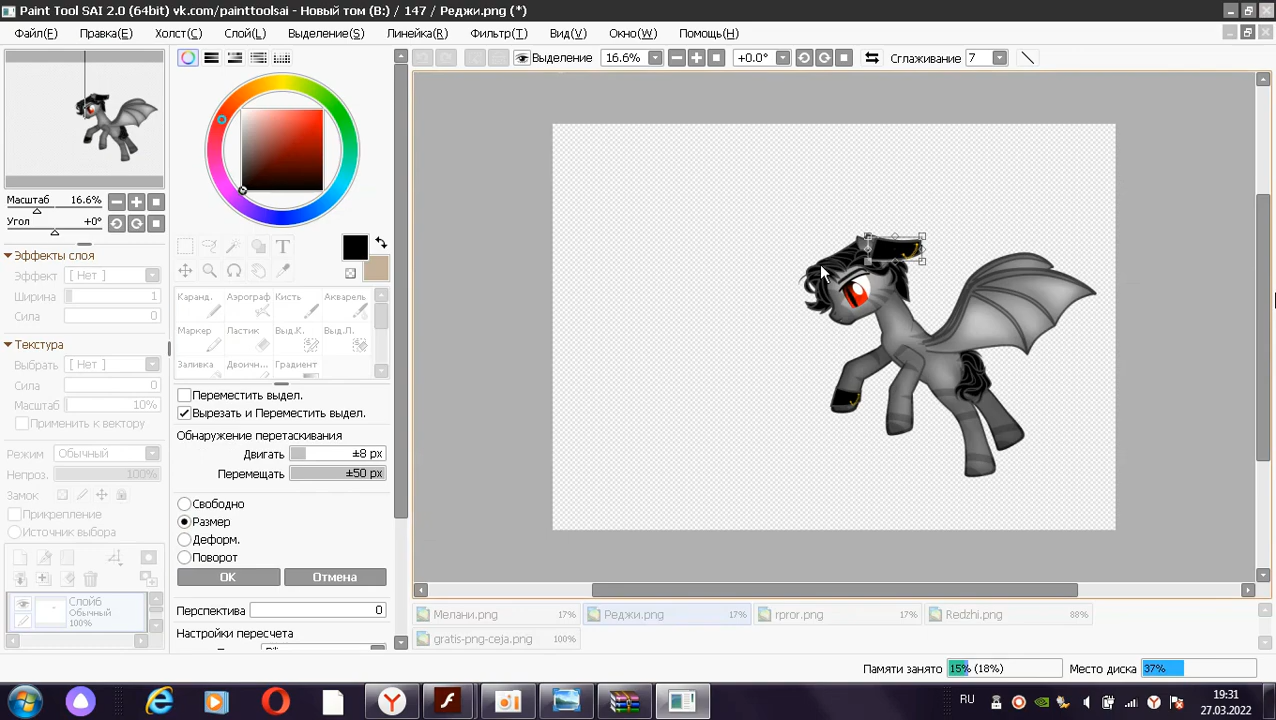 Paint Tool SAI 2.0 (64bit) vk.com/painttoolsai - Новый том (B:) / 147 / Реджи.png (*)
Файл(F) Правка(E) Холст(C) Слой(L) Выделение(S) Линейка(R) Фильтр(T) Вид(V) Окно(W) Помощь(H)
Выделение 16.6% +0.0° Сглаживание 7
Масштаб 16.6%
Угол +0°
Эффекты слоя
Эффект [ Нет ]
Ширина 1
Сила 0
Текстура
Выбрать [ Нет ]
Сила 0
Масштаб 10%
Применить к вектору
Режим Обычный
Непроз. 100%
Замок
Прикрепление
Источник выбора
Слой6
Обычный
100%
T
Каранд. Аэрограф Кисть Акварель
Маркер Ластик Выд.К. Выд.Л.
Заливка Двоичн... Градиент
Переместить выдел.
Вырезать и Переместить выдел.
Обнаружение перетаскивания
Двигать ±8 px
Перемещать ±50 px
Свободно
Размер
Деформ.
Поворот
OK Отмена
Перспектива 0
Настройки пересчета
Мелани.png 17% Реджи.png 17% rpror.png 17% Redzhi.png 88%
gratis-png-ceja.png 100%
Памяти занято 15% (18%) Место диска 37%
RU
19:31
27.03.2022